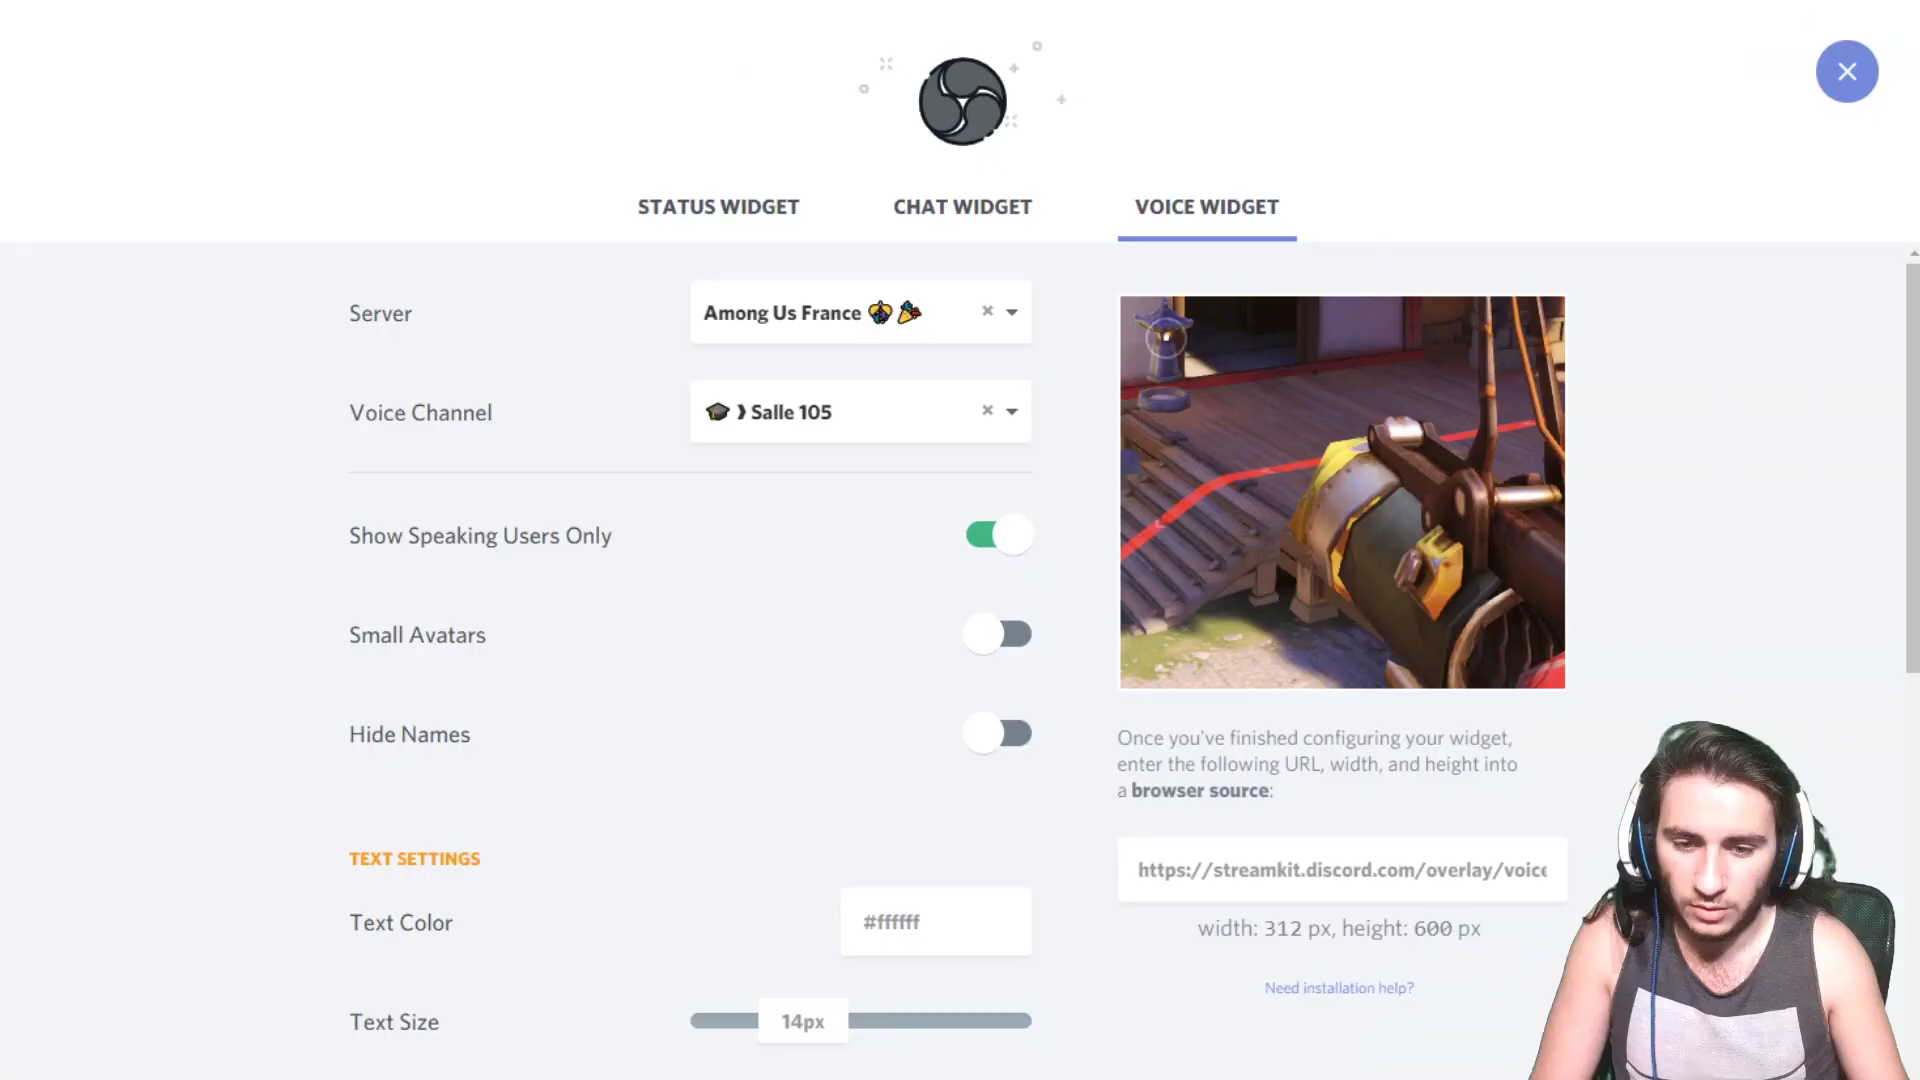 STATUS WIDGET
CHAT WIDGET
VOICE WIDGET
Server
Among Us France
Voice Channel
Salle 105
Show Speaking Users Only
Small Avatars
Hide Names
TEXT SETTINGS
Text Color
#ffffff
Text Size
14px
Once you've finished configuring your widget,
enter the following URL, width, and height into
a browser source:
https://streamkit.discord.com/overlay/voice
width: 312 px, height: 600 px
Need installation help?